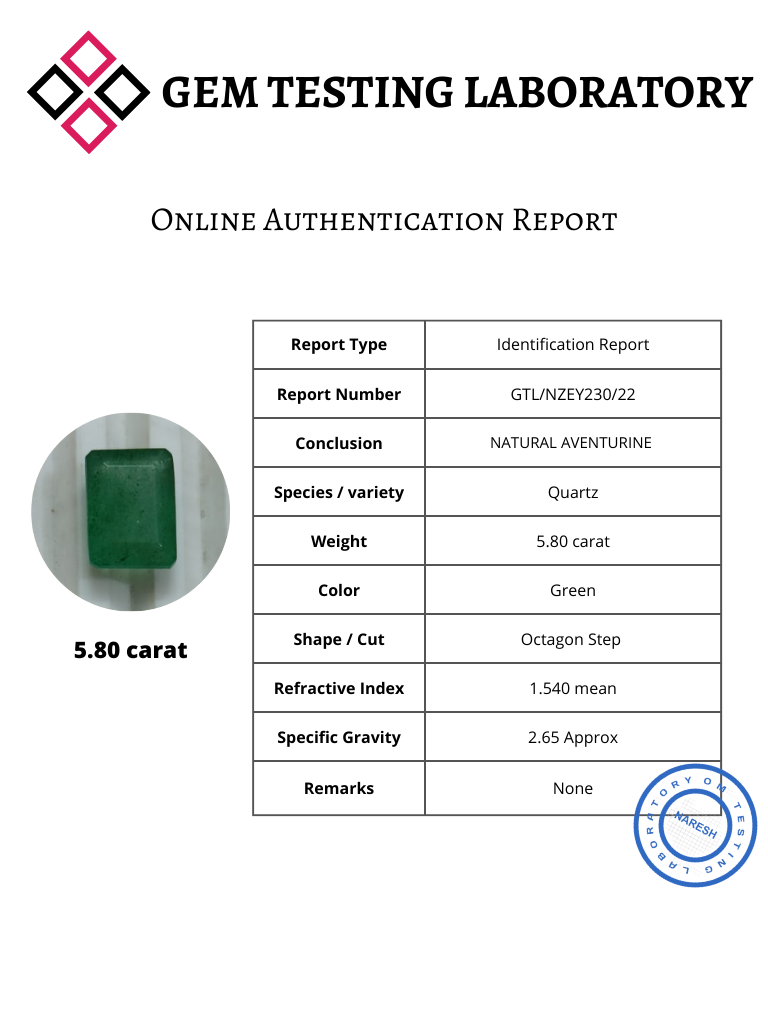 GEM TESTING LABORATORY
Online Authentication Report
Report Type Identification Report
Report Number GTL/NZEY230/22
Conclusion NATURAL AVENTURINE
Species / variety Quartz
Weight 5.80 carat
Color Green
Shape / Cut Octagon Step
Refractive Index 1.540 mean
Specific Gravity 2.65 Approx
Remarks None
5.80 carat
OM TESTING LABORATORY
NARESH